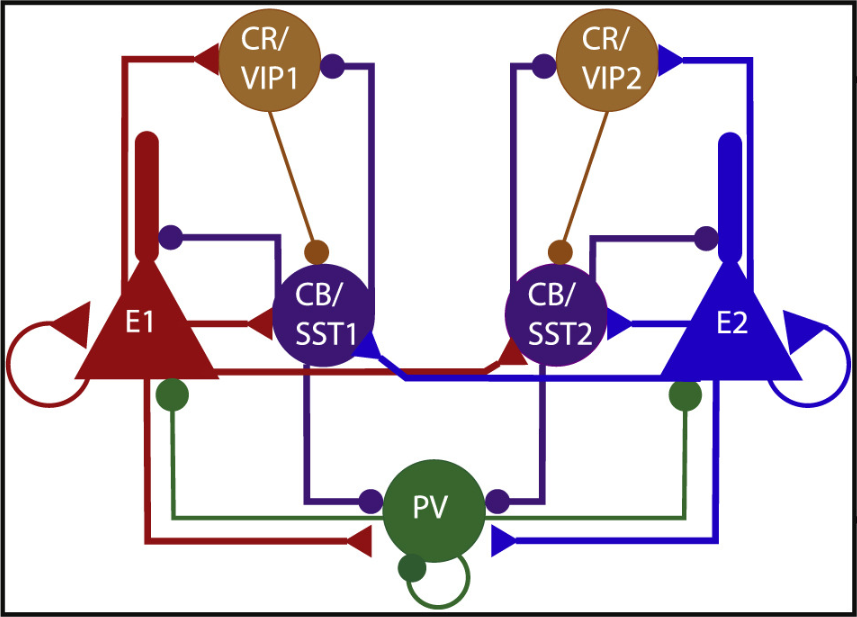 CR/
VIP1
CR/
VIP2
E1
CB/
SST1
CB/
SST2
E2
PV